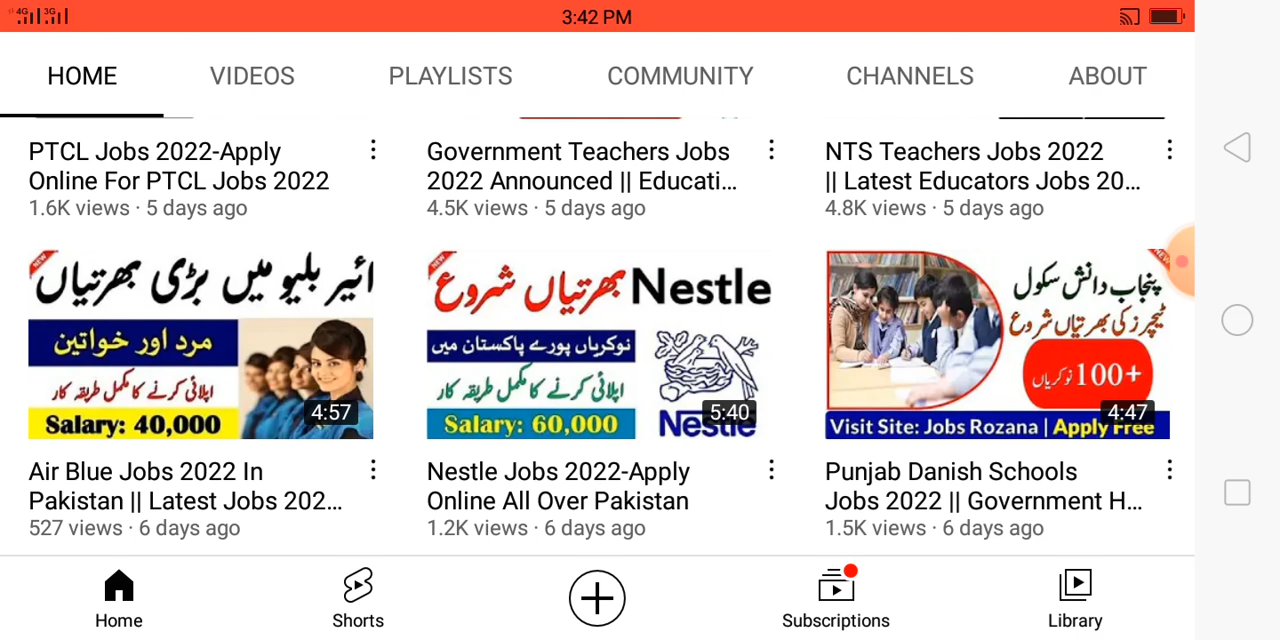 4G 3G
3:42 PM
HOME VIDEOS PLAYLISTS COMMUNITY CHANNELS ABOUT
PTCL Jobs 2022-Apply
Online For PTCL Jobs 2022
1.6K views · 5 days ago
Government Teachers Jobs
2022 Announced || Educati...
4.5K views · 5 days ago
NTS Teachers Jobs 2022
|| Latest Educators Jobs 20...
4.8K views · 5 days ago
NEW
ائیر بلیو میں بڑی بھرتیاں
مرد اور خواتین
اپلائی کرنے کا مکمل طریقہ کار
Salary: 40,000
4:57
Air Blue Jobs 2022 In
Pakistan || Latest Jobs 202...
527 views · 6 days ago
NEW
Nestle بھرتیاں شروع
نوکریاں پورے پاکستان میں
اپلائی کرنے کا مکمل طریقہ کار
Salary: 60,000
Nestle
5:40
Nestle Jobs 2022-Apply
Online All Over Pakistan
1.2K views · 6 days ago
NEW
پنجاب دانش سکول
ٹیچرز کی بھرتیاں شروع
100+ نوکریاں
4:47
Visit Site: Jobs Rozana | Apply Free
Punjab Danish Schools
Jobs 2022 || Government H...
1.5K views · 6 days ago
Home Shorts Subscriptions Library